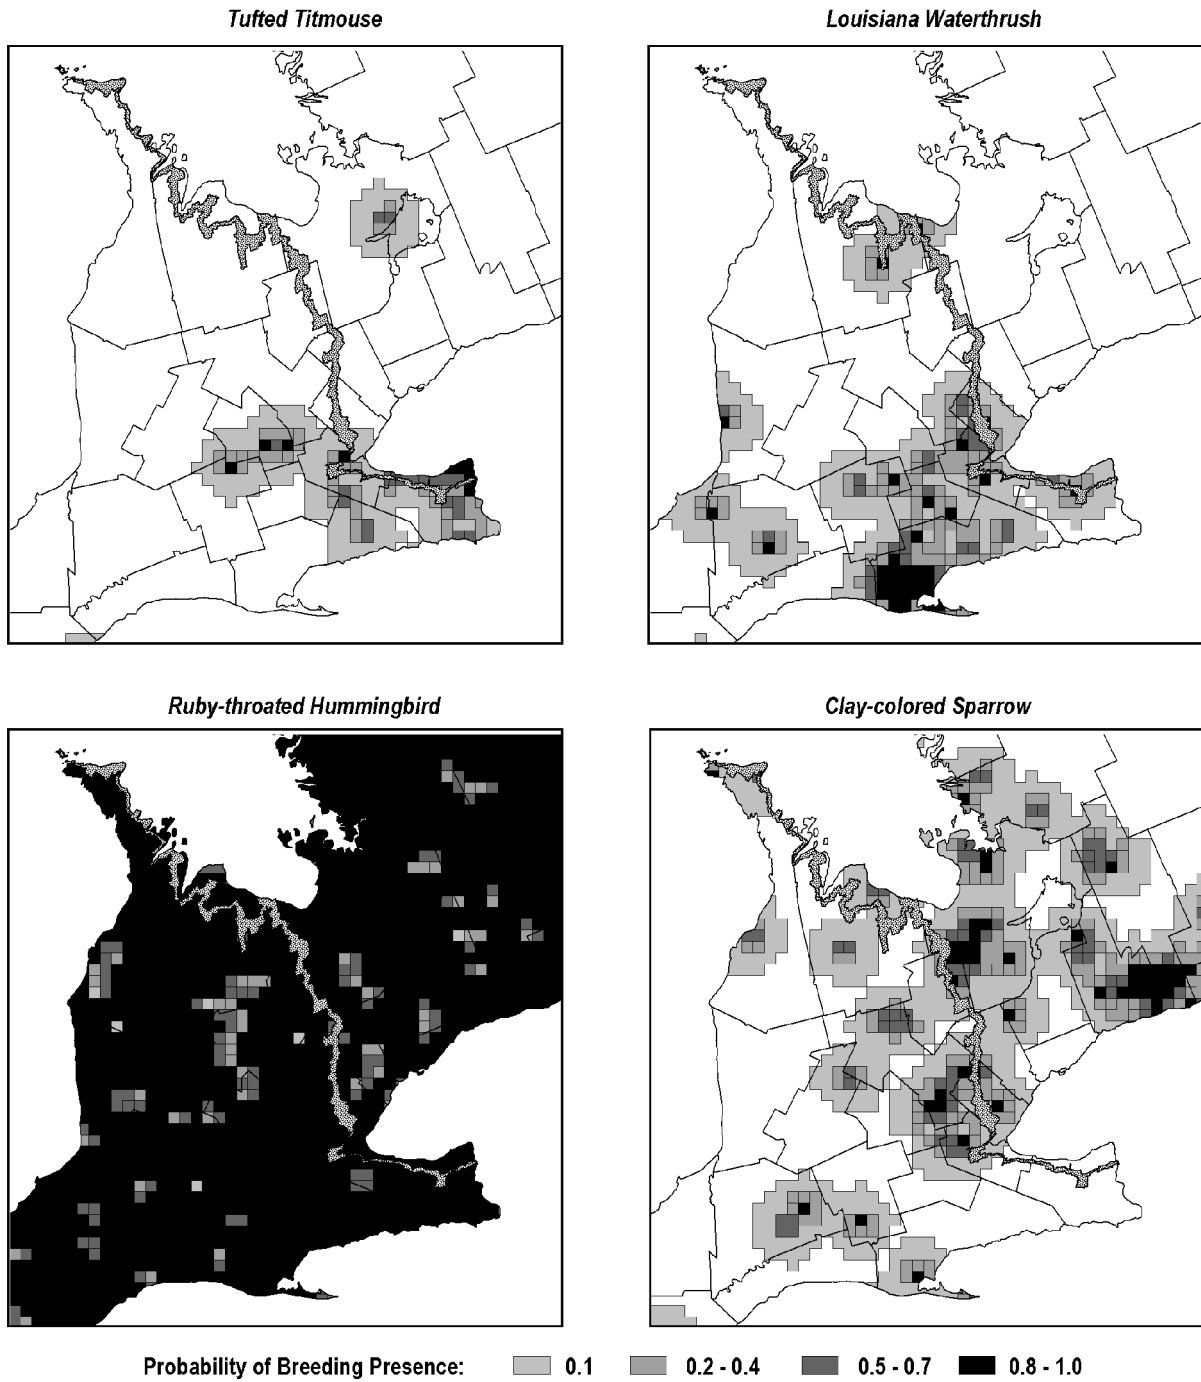 Tufted Titmouse
Louisiana Waterthrush
Ruby-throated Hummingbird
Clay-colored Sparrow
Probability of Breeding Presence: 0.1 0.2 - 0.4 0.5 - 0.7 0.8 - 1.0